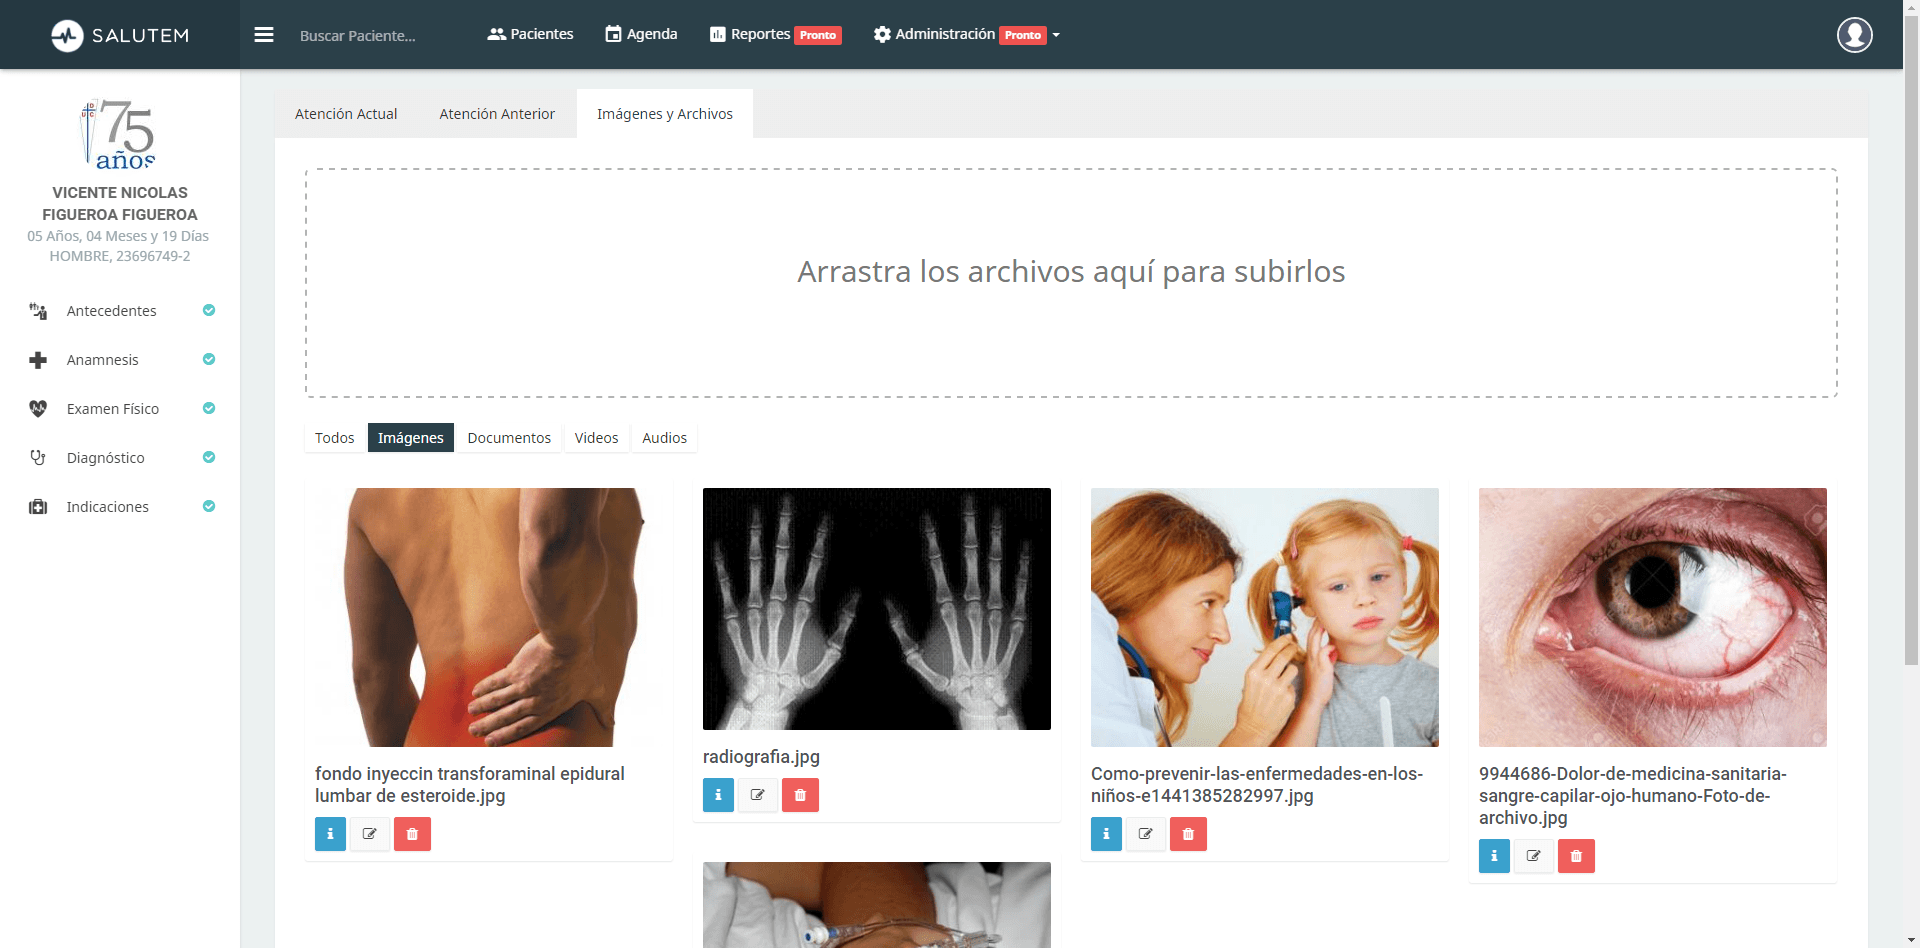 SALUTEM
Buscar Paciente...
Pacientes
Agenda
Reportes Pronto
Administración Pronto
75
años
D
U C
VICENTE NICOLAS
FIGUEROA FIGUEROA
05 Años, 04 Meses y 19 Días
HOMBRE, 23696749-2
Antecedentes
Anamnesis
Examen Físico
Diagnóstico
Indicaciones
Atención Actual
Atención Anterior
Imágenes y Archivos
Arrastra los archivos aquí para subirlos
Todos
Imágenes
Documentos
Videos
Audios
fondo inyeccin transforaminal epidural
lumbar de esteroide.jpg
radiografia.jpg
Como-prevenir-las-enfermedades-en-los-
niños-e1441385282997.jpg
9944686-Dolor-de-medicina-sanitaria-
sangre-capilar-ojo-humano-Foto-de-
archivo.jpg